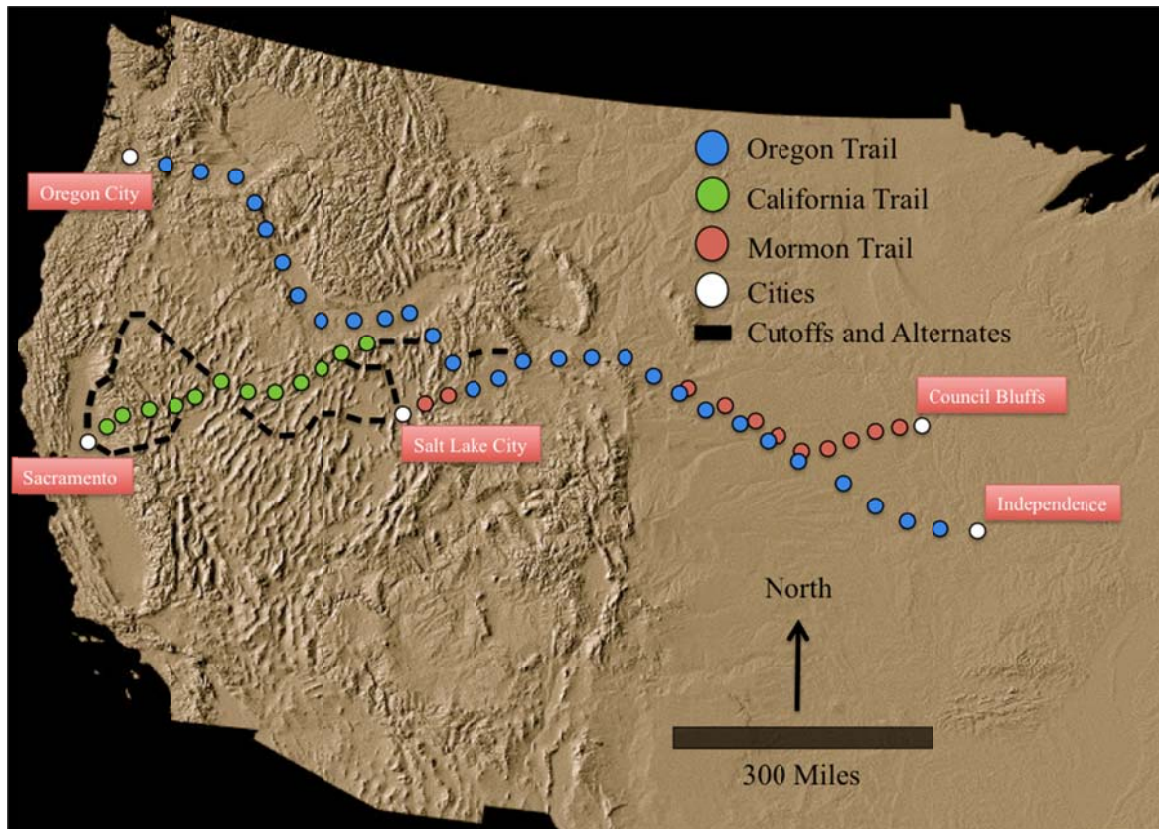 Oregon Trail
Oregon City
California Trail
Mormon Trail
Cities
Cutoffs and Alternates
Council Bluffs
Salt Lake City
Sacramento
Independence
North
300 Miles